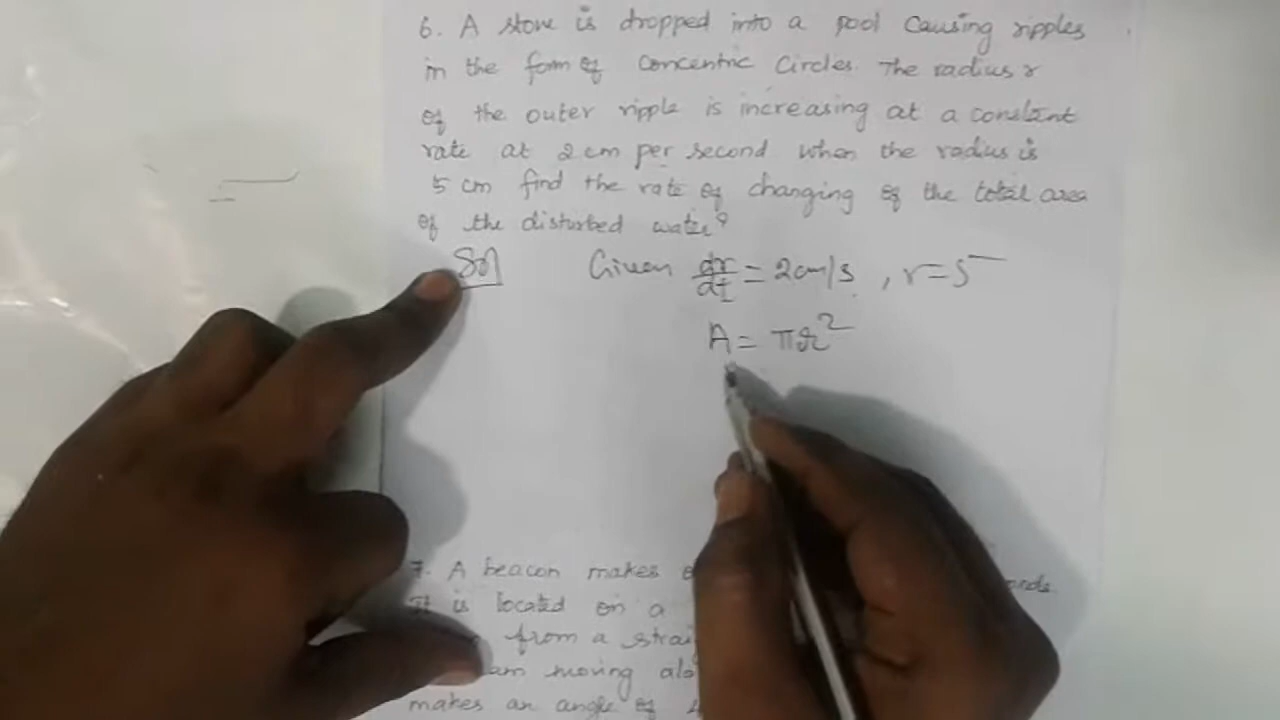 6. A stone is dropped into a pool causing ripples
in the form of concentric circles. The radius r
of the outer ripple is increasing at a constant
rate at 2 cm per second when the radius is
5 cm find the rate of changing of the total area
of the disturbed water?
Sol Given dr/dt = 2cm/s, r=5
A = πr²
7. A beacon makes
It is located on a
from a
moving
makes an angle of